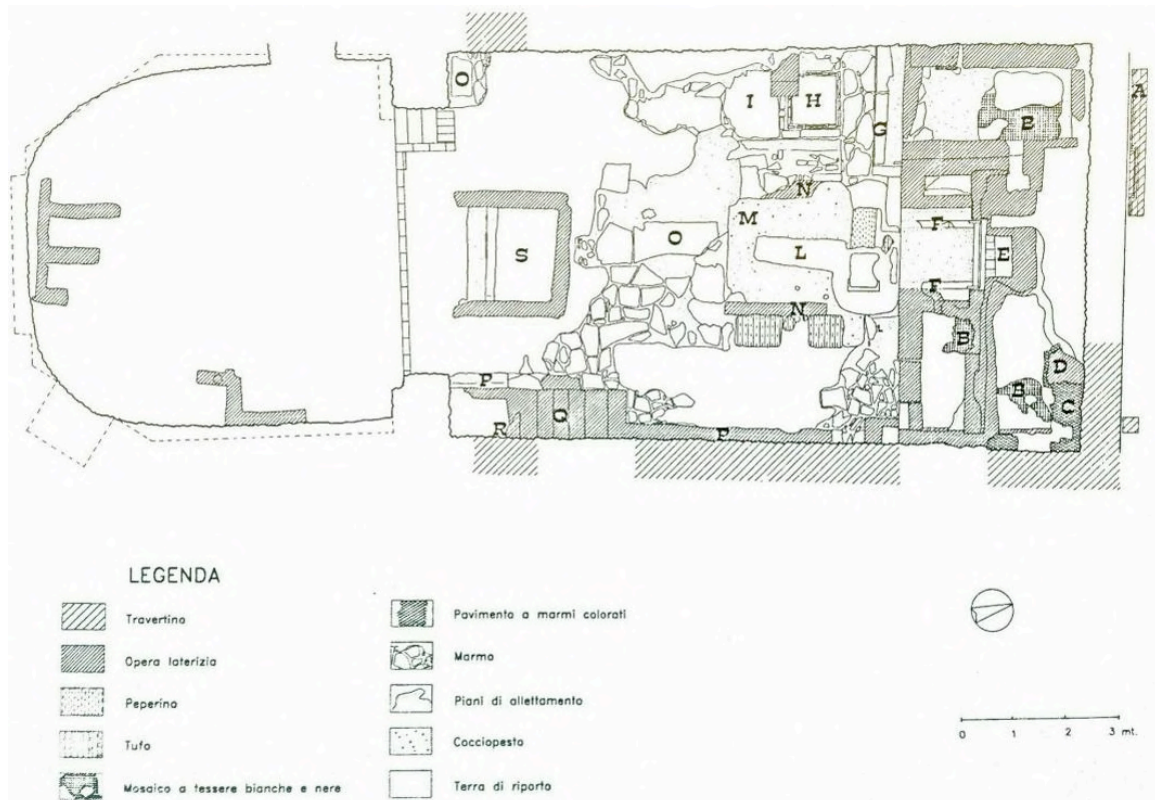 A
O
I
H
G
B
N
M
F
O
L
E
S
F
N
B
D
P
B
C
Q
R
P
LEGENDA
Travertino
Opera laterizia
Peperino
Tufo
Mosaico a tessere bianche e nere
Pavimento a marmi colorati
Marmo
Piani di allettamento
Cocciopesto
Terra di riporto
0 1 2 3 mt.